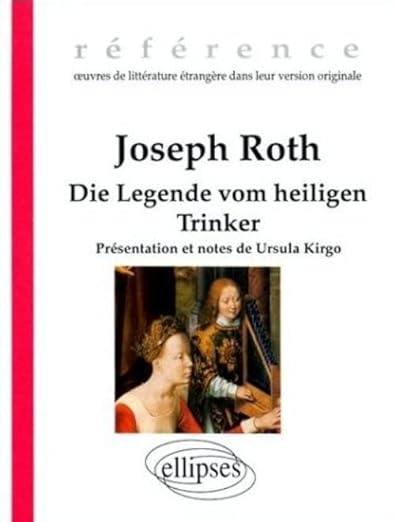 référence
œuvres de littérature étrangère dans leur version originale
Joseph Roth
Die Legende vom heiligen
Trinker
Présentation et notes de Ursula Kirgo
ellipses